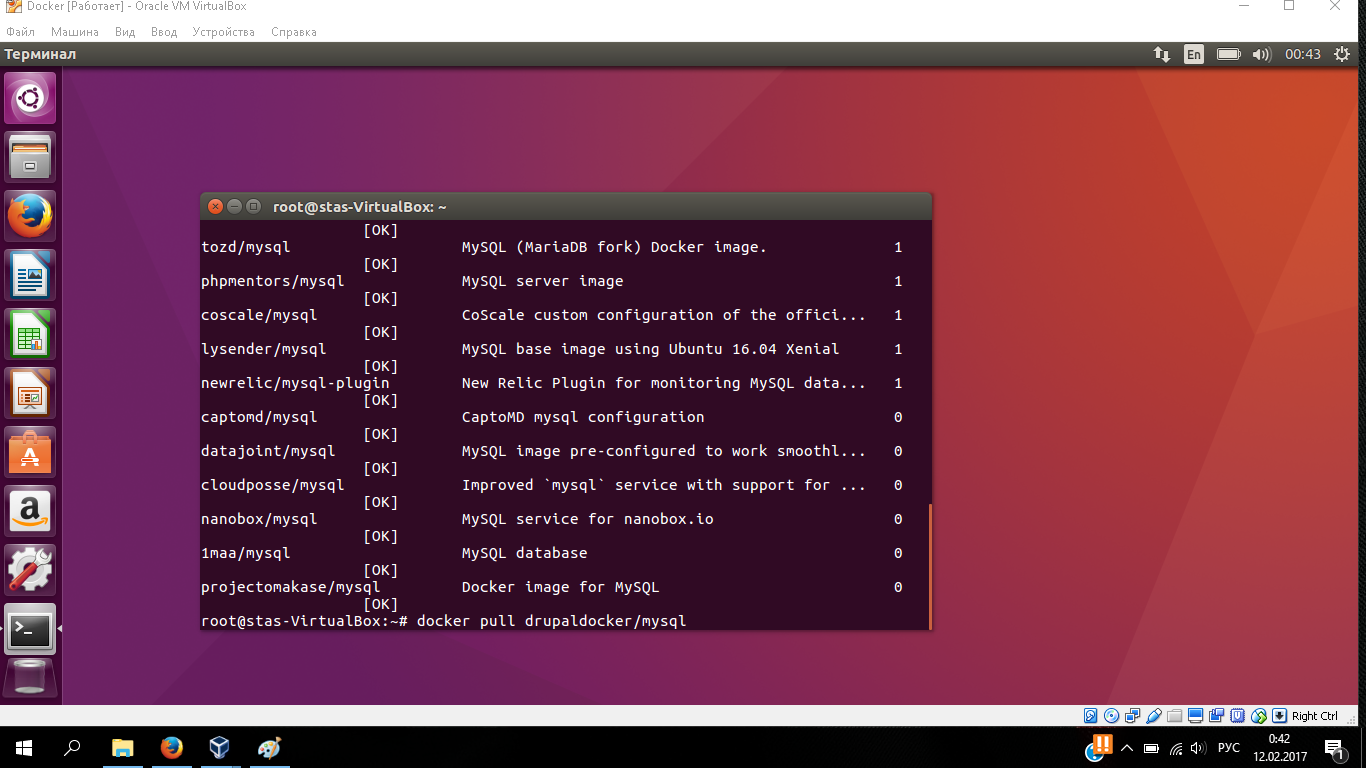 Docker [Работает] - Oracle VM VirtualBox
Файл Машина Вид Ввод Устройства Справка
Терминал En 00:43
root@stas-VirtualBox: ~
[OK]
tozd/mysql MySQL (MariaDB fork) Docker image. 1
[OK]
phpmentors/mysql MySQL server image 1
[OK]
coscale/mysql CoScale custom configuration of the offici... 1
[OK]
lysender/mysql MySQL base image using Ubuntu 16.04 Xenial 1
[OK]
newrelic/mysql-plugin New Relic Plugin for monitoring MySQL data... 1
[OK]
captomd/mysql CaptoMD mysql configuration 0
[OK]
datajoint/mysql MySQL image pre-configured to work smoothl... 0
[OK]
cloudposse/mysql Improved `mysql` service with support for ... 0
[OK]
nanobox/mysql MySQL service for nanobox.io 0
[OK]
1maa/mysql MySQL database 0
[OK]
projectomakase/mysql Docker image for MySQL 0
[OK]
root@stas-VirtualBox:~# docker pull drupaldocker/mysql
Right Ctrl
РУС
0:42
12.02.2017
1